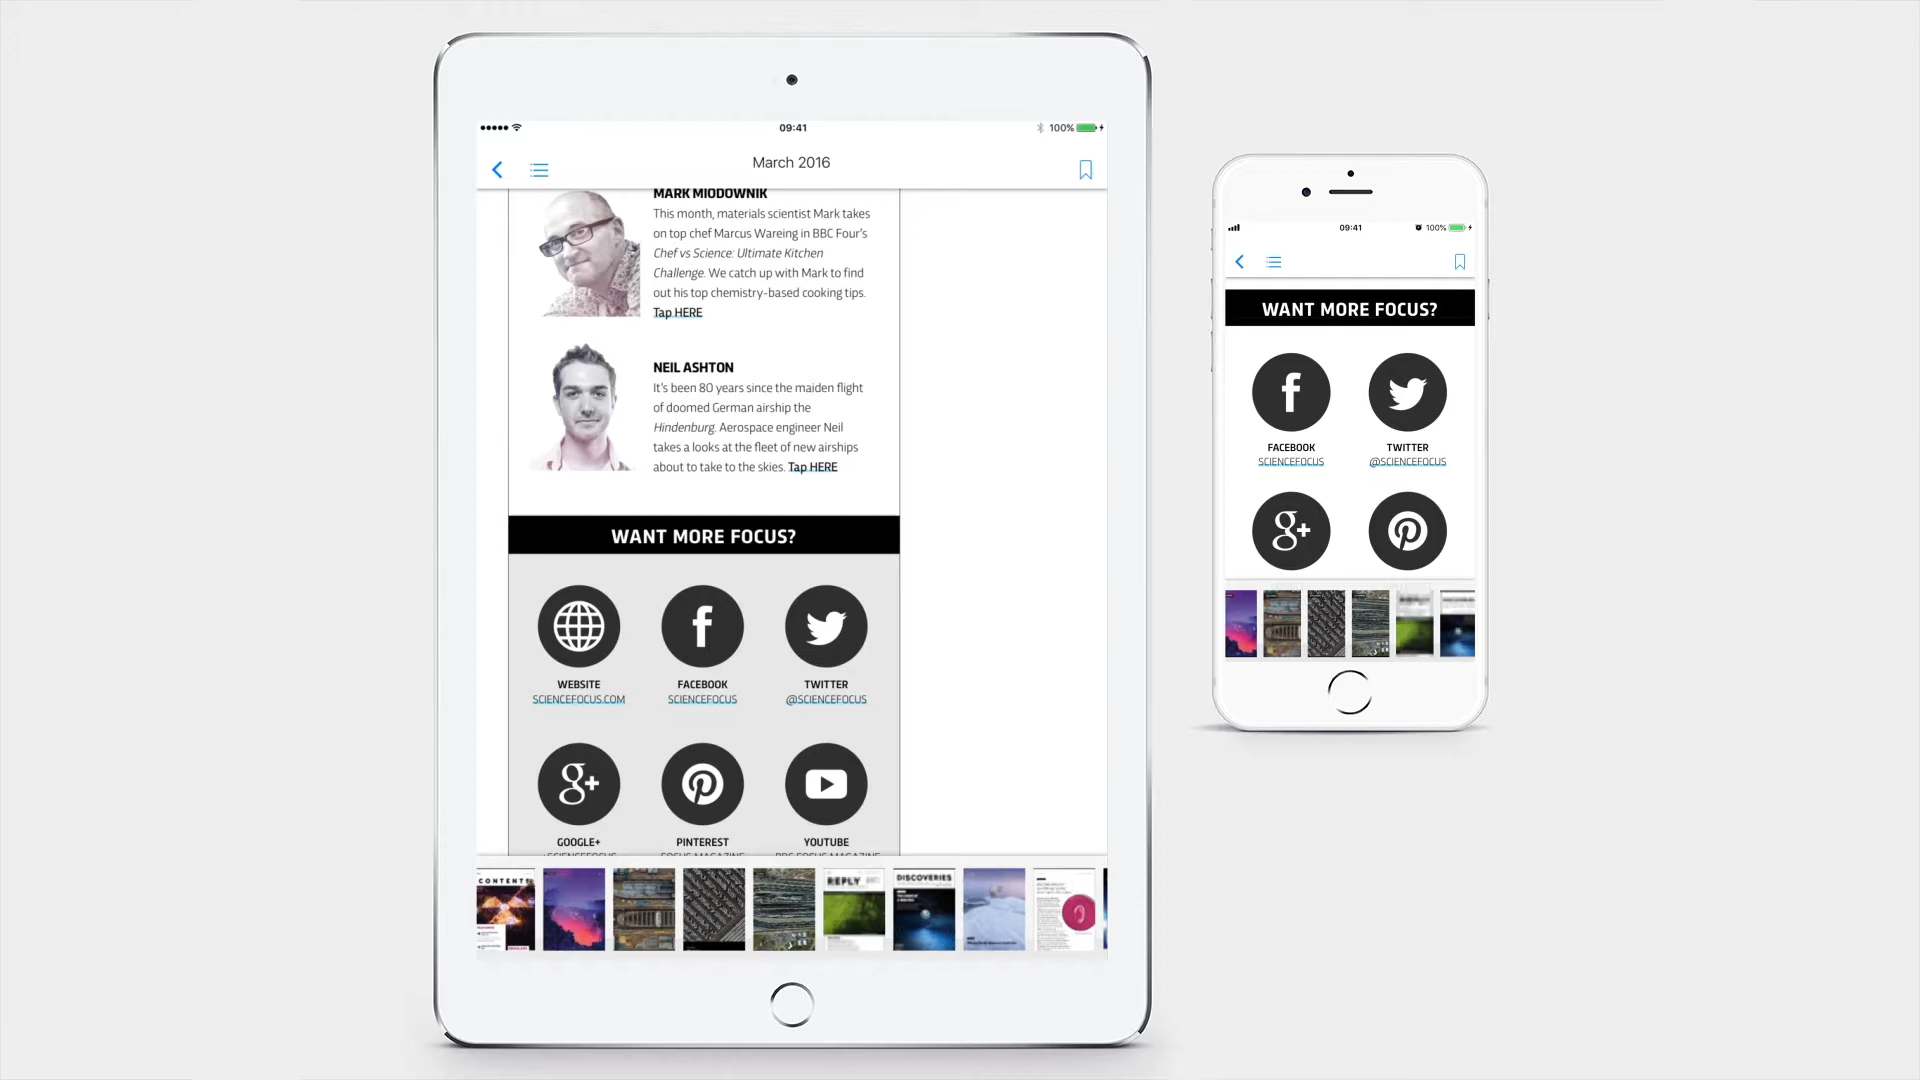 09:41
100%
March 2016
MARK MIODOWNIK
This month, materials scientist Mark takes
on top chef Marcus Wareing in BBC Four's
Chef vs Science: Ultimate Kitchen
Challenge. We catch up with Mark to find
out his top chemistry-based cooking tips.
Tap HERE
NEIL ASHTON
It's been 80 years since the maiden flight
of doomed German airship the
Hindenburg. Aerospace engineer Neil
takes a looks at the fleet of new airships
about to take to the skies. Tap HERE
WANT MORE FOCUS?
WEBSITE
SCIENCEFOCUS.COM
FACEBOOK
SCIENCEFOCUS
TWITTER
@SCIENCEFOCUS
GOOGLE+
PINTEREST
YOUTUBE
CONTENTS
REPLY
DISCOVERIES
09:41
100%
WANT MORE FOCUS?
FACEBOOK
SCIENCEFOCUS
TWITTER
@SCIENCEFOCUS